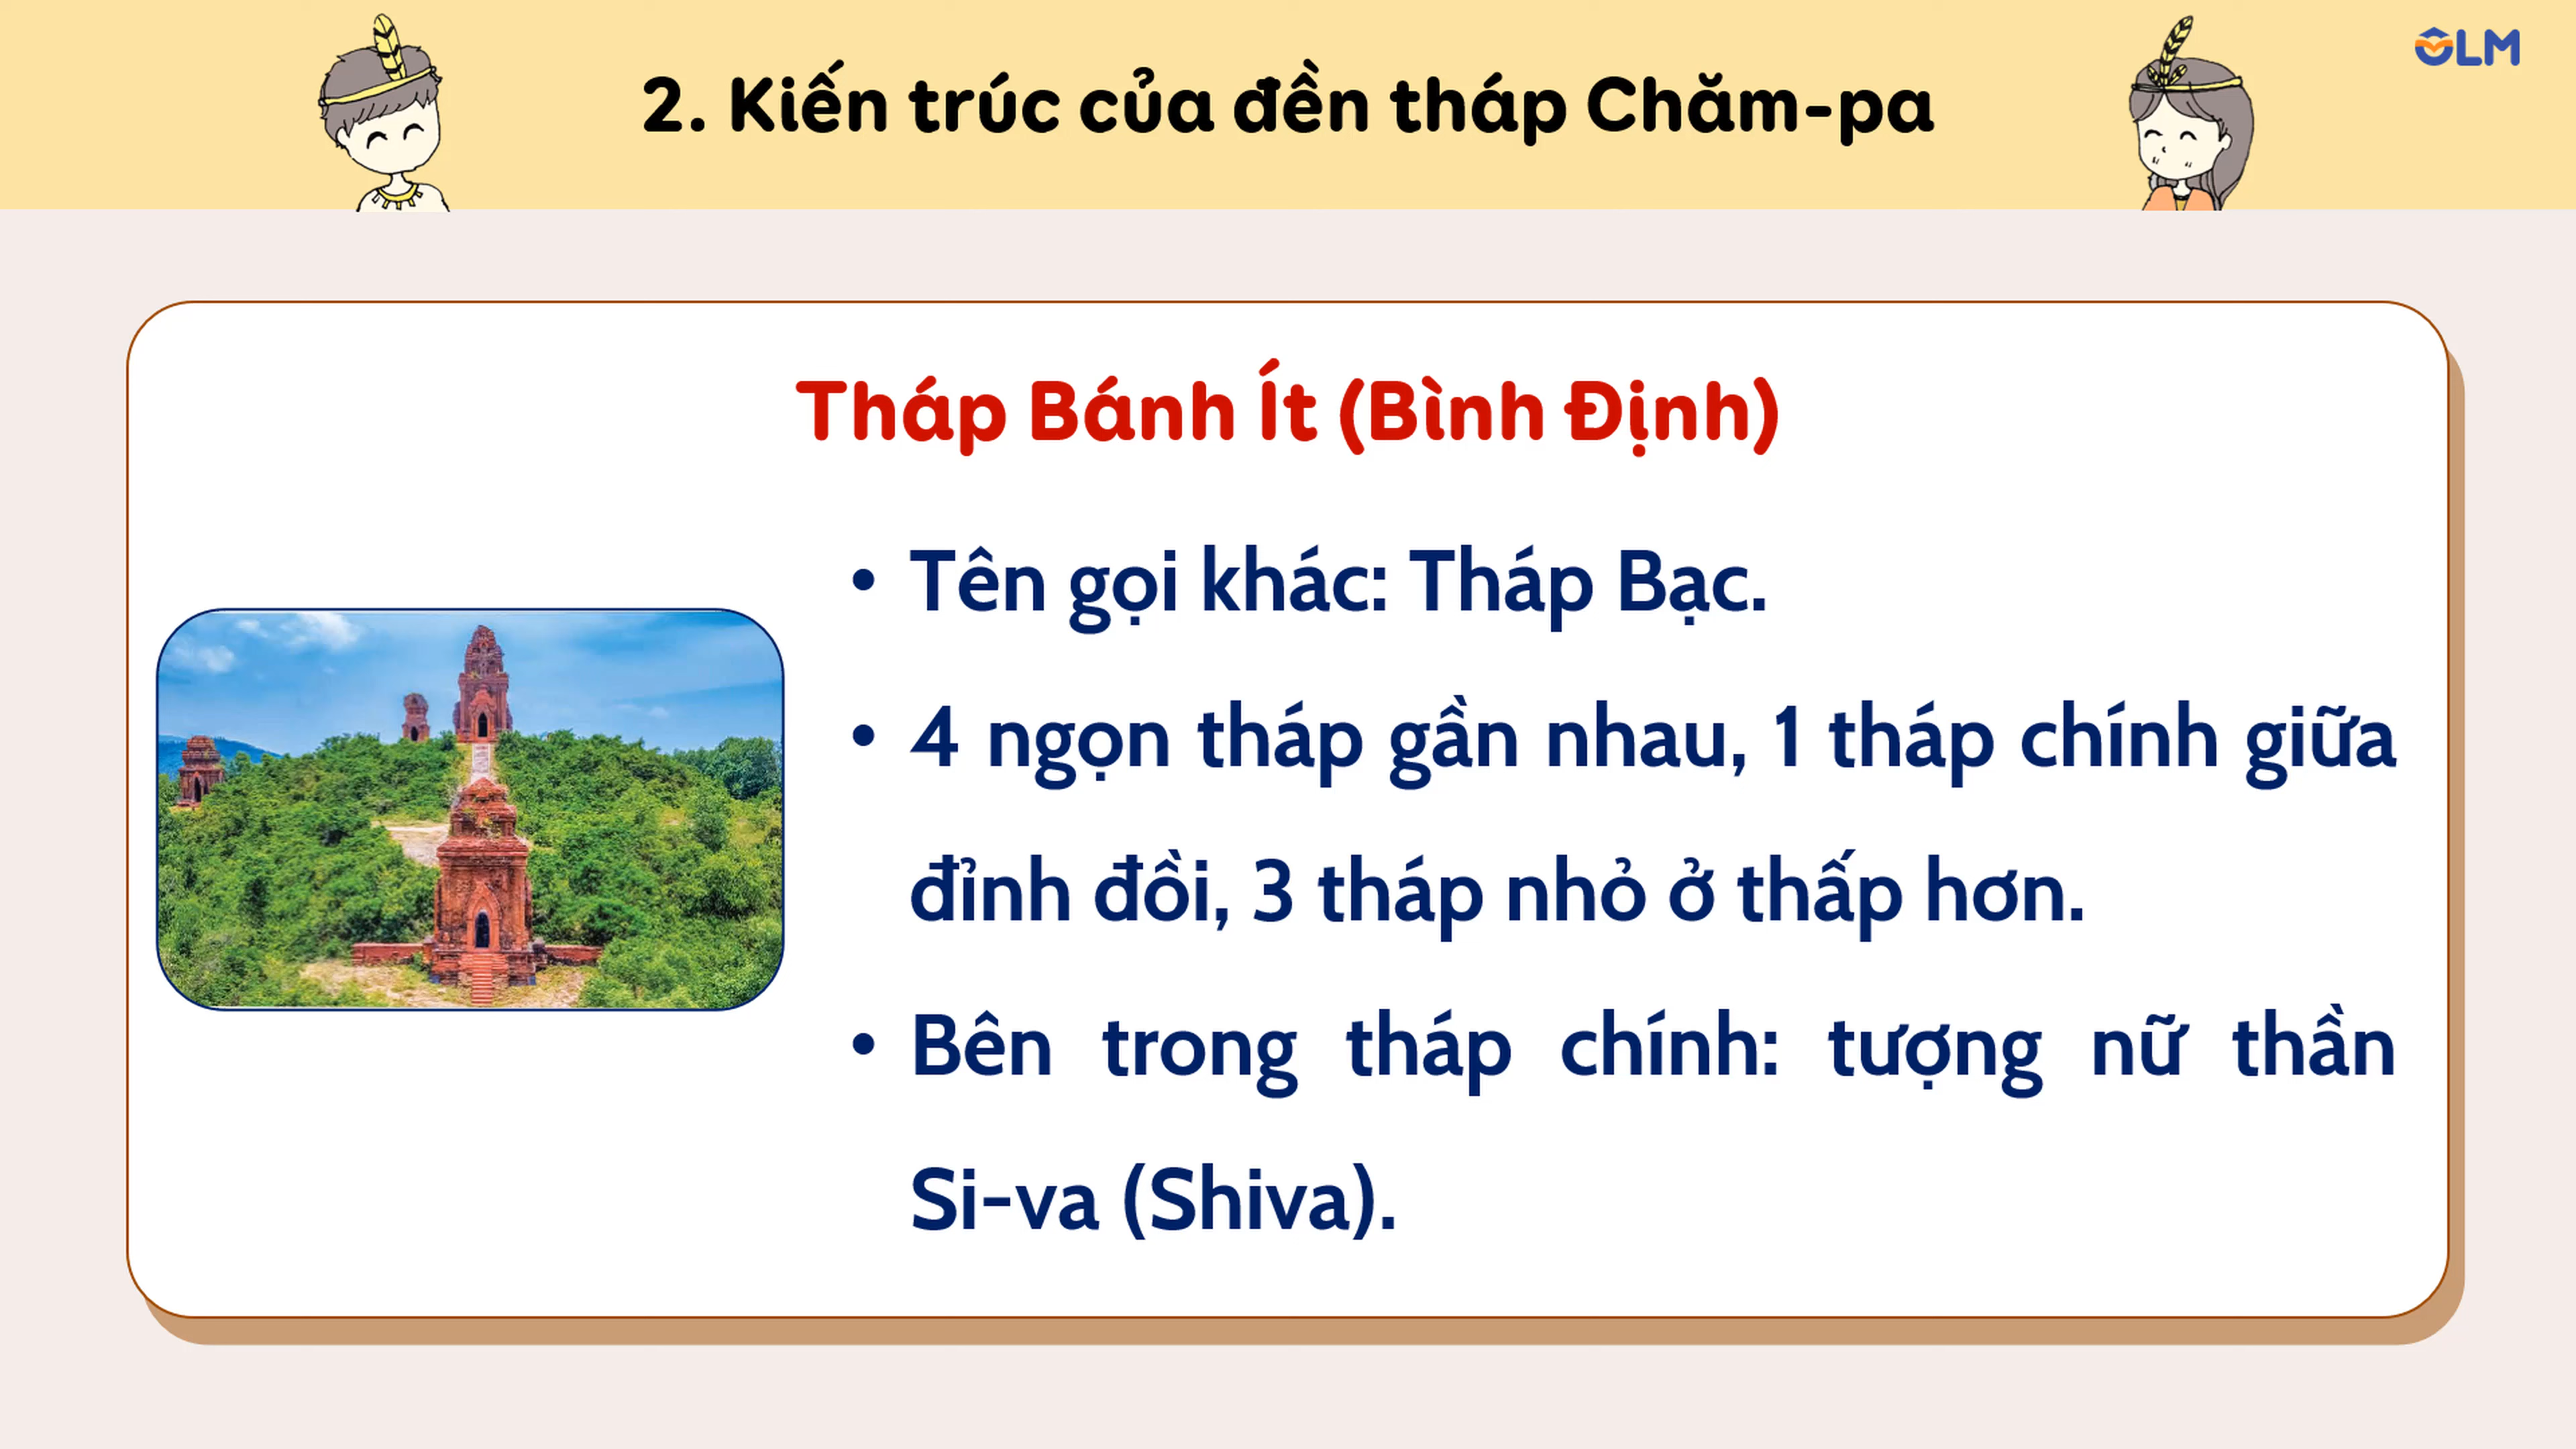 OLM
2. Kiến trúc của đền tháp Chăm-pa
Tháp Bánh Ít (Bình Định)
• Tên gọi khác: Tháp Bạc.
• 4 ngọn tháp gần nhau, 1 tháp chính giữa
đỉnh đồi, 3 tháp nhỏ ở thấp hơn.
• Bên trong tháp chính: tượng nữ thần
Si-va (Shiva).